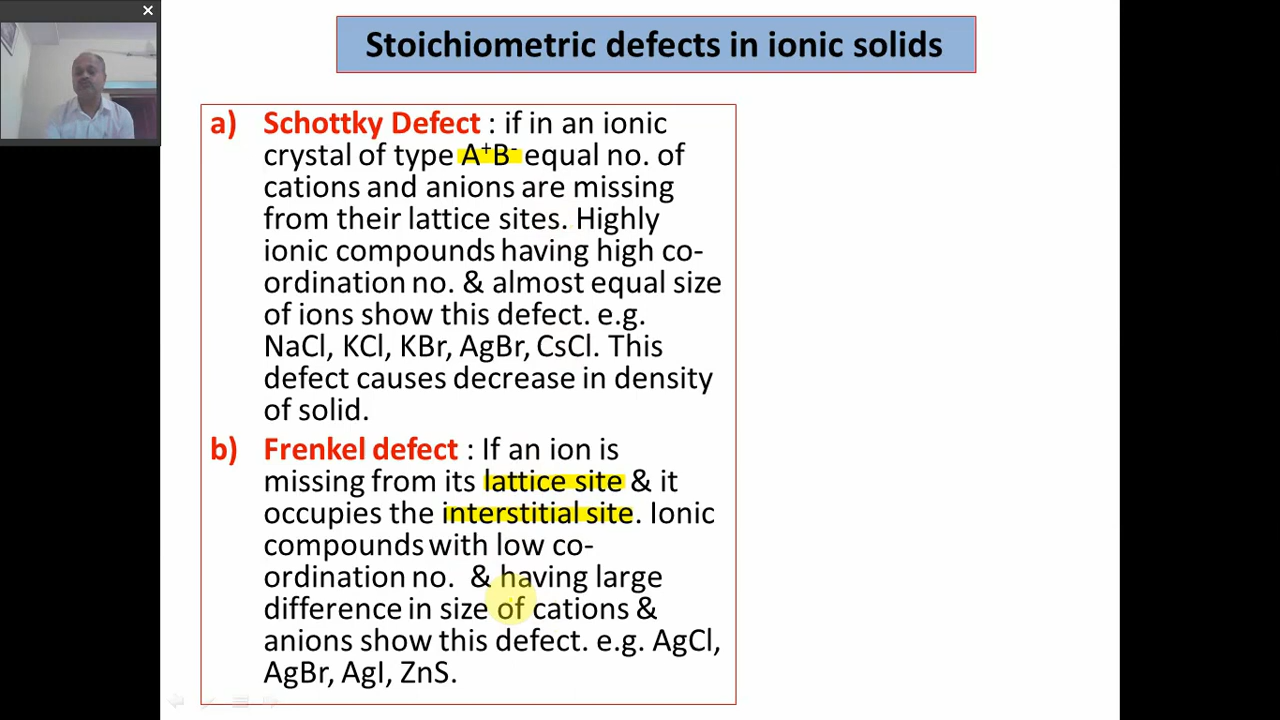 Stoichiometric defects in ionic solids
a) Schottky Defect : if in an ionic
crystal of type A⁺B⁻ equal no. of
cations and anions are missing
from their lattice sites. Highly
ionic compounds having high co-
ordination no. & almost equal size
of ions show this defect. e.g.
NaCl, KCl, KBr, AgBr, CsCl. This
defect causes decrease in density
of solid.
b) Frenkel defect : If an ion is
missing from its lattice site & it
occupies the interstitial site. Ionic
compounds with low co-
ordination no. & having large
difference in size of cations &
anions show this defect. e.g. AgCl,
AgBr, AgI, ZnS.